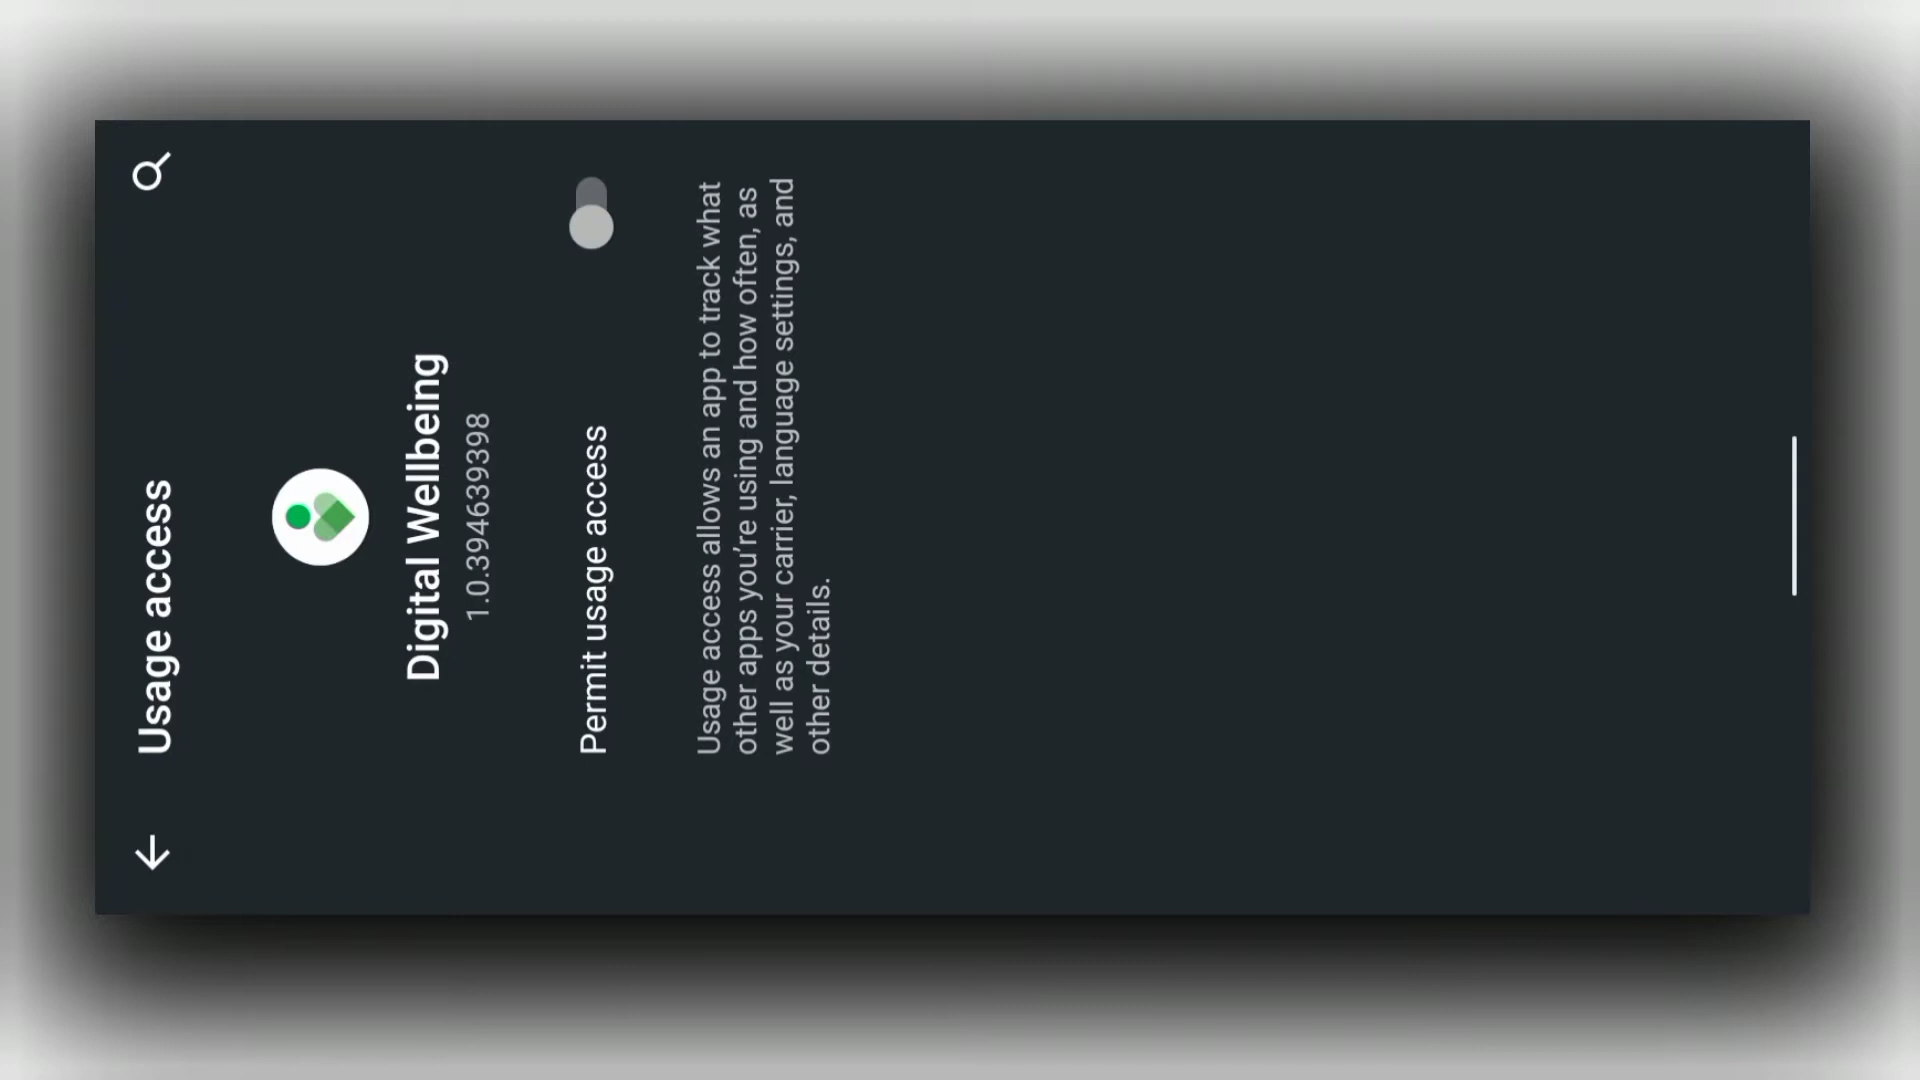 Usage access
Digital Wellbeing
1.0.394639398
Permit usage access
Usage access allows an app to track what
other apps you’re using and how often, as
well as your carrier, language settings, and
other details.